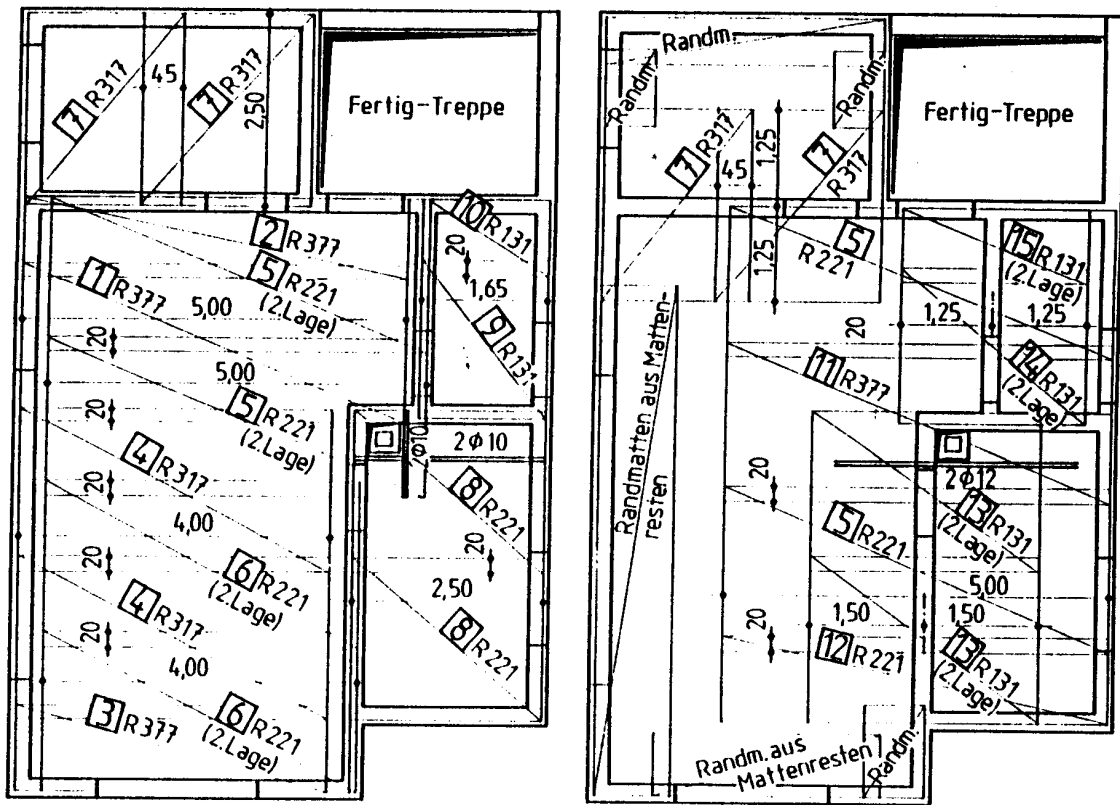 7 R317
45
7 R317
2,50
Fertig-Treppe
2 R377
5 R221
(2.Lage)
1 R377
5,00
20
5,00
5 R221
(2.Lage)
20
4 R317
20
4,00
6 R221
(2.Lage)
20
4 R317
20
4,00
3 R377
6 R221
(2.Lage)
10 R131
20
1,65
9 R131
2ϕ10
2ϕ10
8 R221
20
2,50
8 R221
Randm.
Randm.
Randm.
Fertig-Treppe
7 R317
45
1,25
7 R317
1,25
5 R221
15 R131
(2.Lage)
20
1,25
1,25
11 R377
14 R131
(2.Lage)
Randmatten aus Matten-
resten
2ϕ12
20
5 R221
13 R131
(2.Lage)
5,00
20
1,50
1,50
12 R221
13 R131
(2.Lage)
Randm. aus
Mattenresten
Randm.